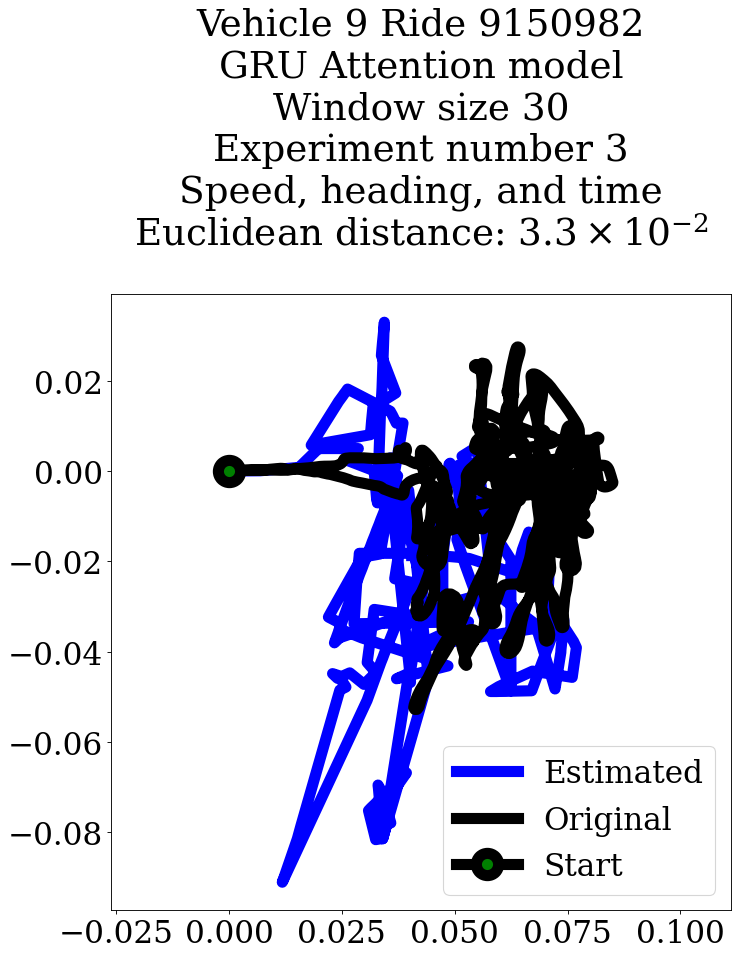 Vehicle 9 Ride 9150982
GRU Attention model
Window size 30
Experiment number 3
Speed, heading, and time
Euclidean distance: 3.3 × 10⁻²
0.02
0.00
−0.02
−0.04
−0.06
−0.08
Estimated
Original
Start
−0.025 0.000 0.025 0.050 0.075 0.100